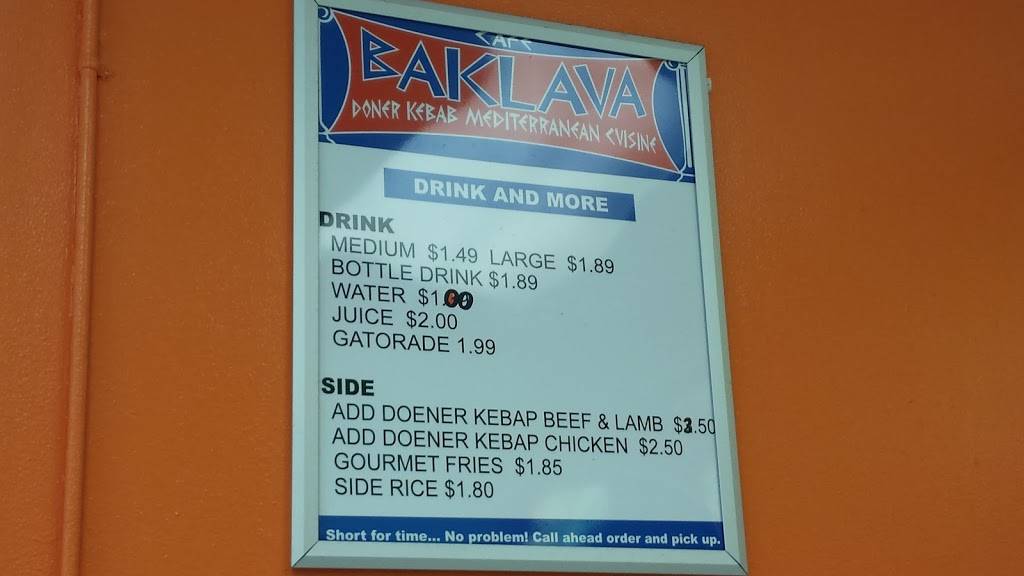 CAFE
BAKLAVA
DONER KEBAB MEDITERRANEAN CUISINE
DRINK AND MORE
DRINK
MEDIUM $1.49 LARGE $1.89
BOTTLE DRINK $1.89
WATER $1.00
JUICE $2.00
GATORADE 1.99
SIDE
ADD DOENER KEBAP BEEF & LAMB $3.50
ADD DOENER KEBAP CHICKEN $2.50
GOURMET FRIES $1.85
SIDE RICE $1.80
Short for time... No problem! Call ahead order and pick up.